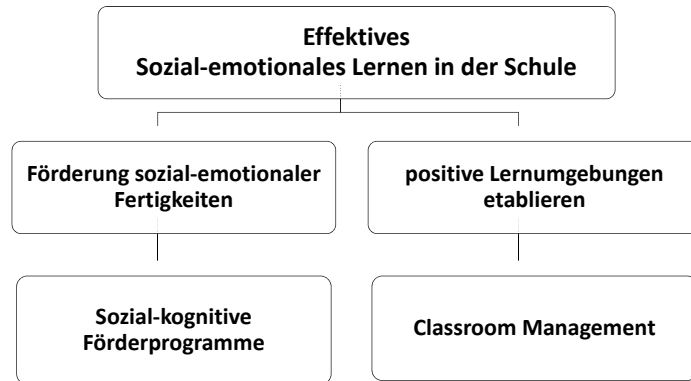 Effektives
Sozial-emotionales Lernen in der Schule
Förderung sozial-emotionaler
Fertigkeiten
positive Lernumgebungen
etablieren
Sozial-kognitive
Förderprogramme
Classroom Management